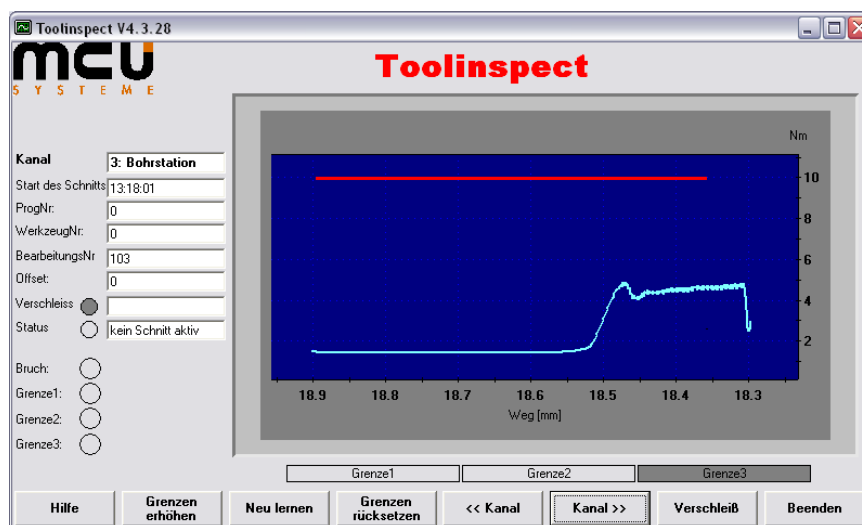 Toolinspect V4.3.28
mcu
SYSTEME
Toolinspect
Kanal 3: Bohrstation
Start des Schnitts 13:18:01
ProgNr: 0
WerkzeugNr: 0
BearbeitungsNr 103
Offset: 0
Verschleiss
Status kein Schnitt aktiv
Bruch:
Grenze1:
Grenze2:
Grenze3:
Nm
10
8
6
4
2
18.9 18.8 18.7 18.6 18.5 18.4 18.3
Weg [mm]
Grenze1 Grenze2 Grenze3
Hilfe
Grenzen
erhöhen
Neu lernen
Grenzen
rücksetzen
<< Kanal
Kanal >>
Verschleiß
Beenden